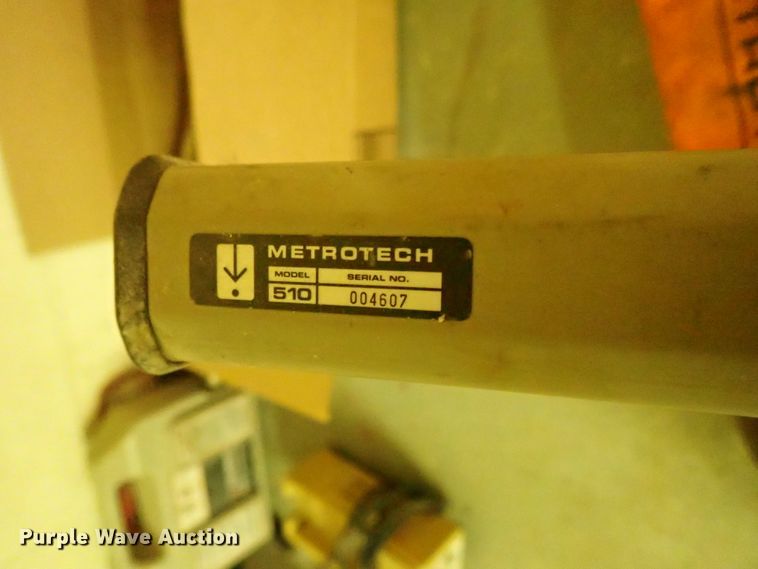 METROTECH
MODEL SERIAL NO.
510 004607
Purple Wave Auction